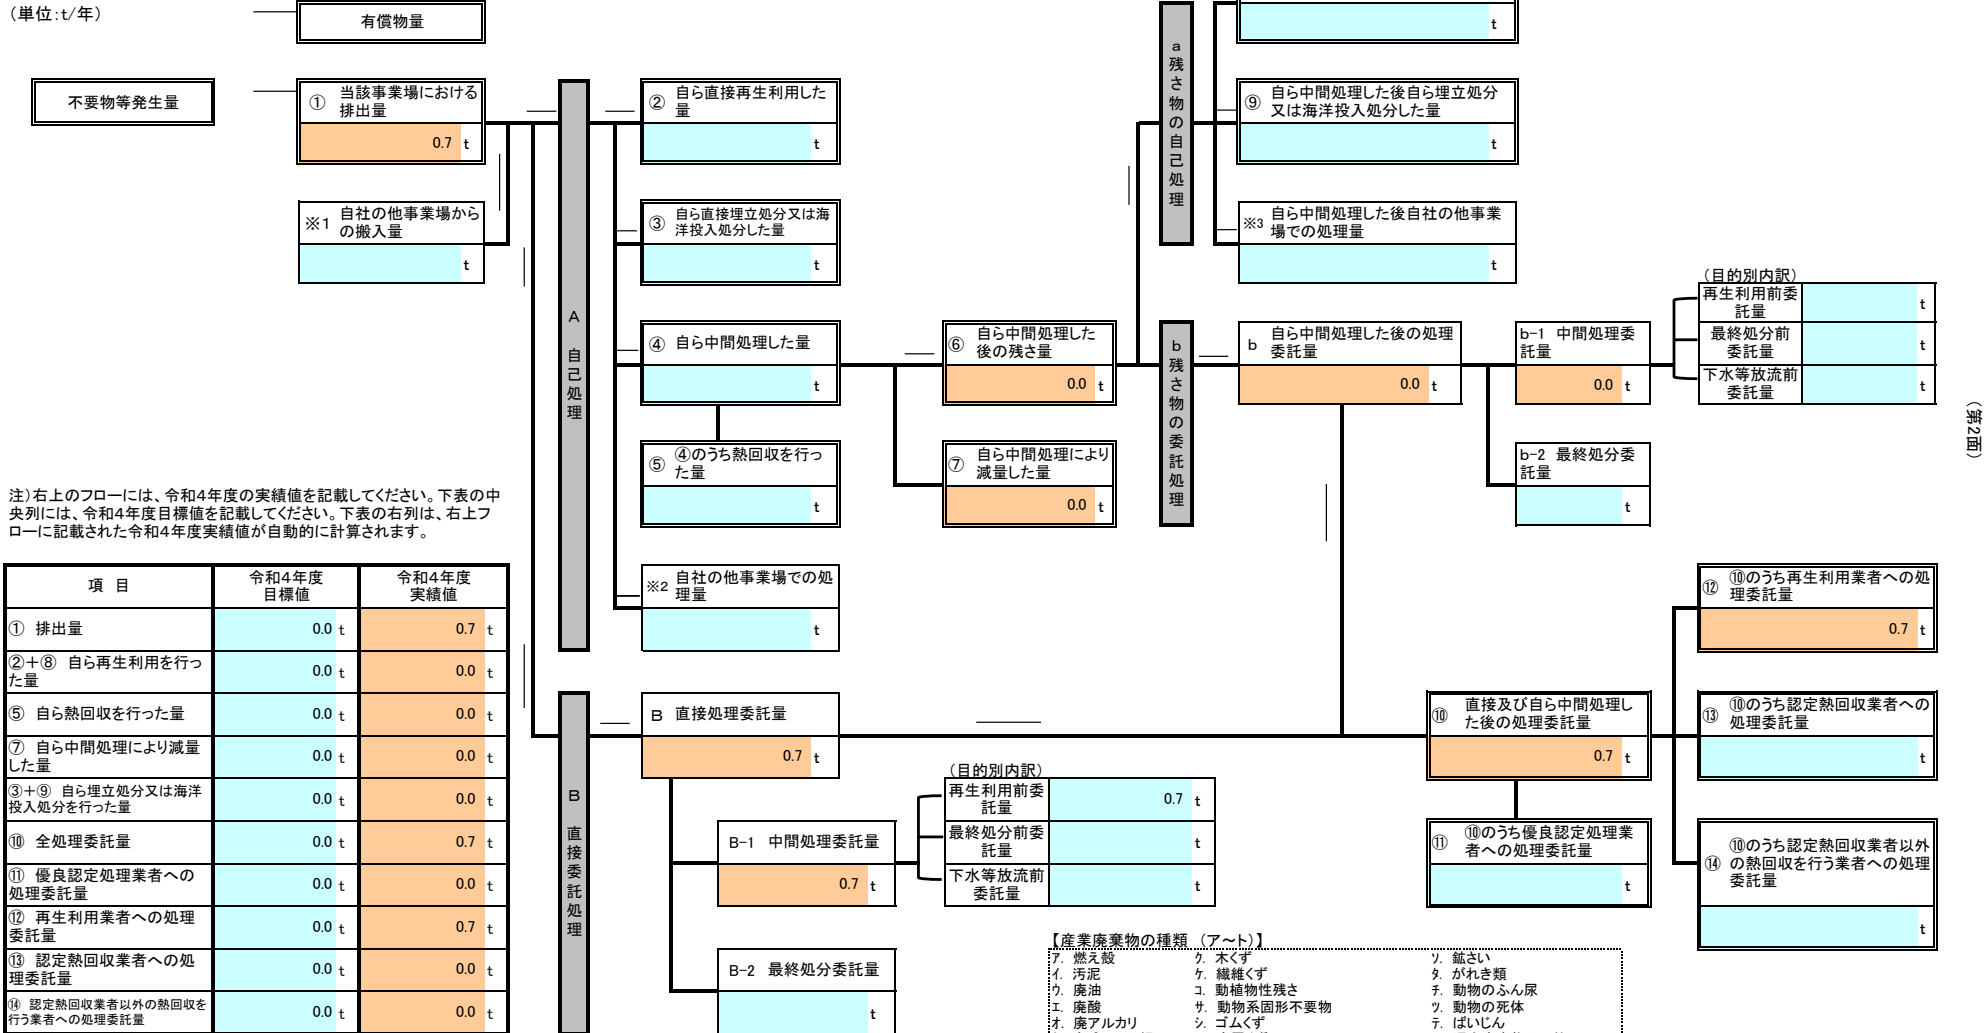 （単位：t/年）
有償物量
t
不要物等発生量
① 当該事業場における
排出量
0.7 t
※1 自社の他事業場から
の搬入量
t
A 自己処理
② 自ら直接再生利用した
量
t
③ 自ら直接埋立処分又は海
洋投入処分した量
t
④ 自ら中間処理した量
t
⑤ ④のうち熱回収を行っ
た量
t
※2 自社の他事業場での処
理量
t
⑥ 自ら中間処理した
後の残さ量
0.0 t
⑦ 自ら中間処理により
減量した量
0.0 t
a 残さ物の自己処理
⑨ 自ら中間処理した後自ら埋立処分
又は海洋投入処分した量
t
※3 自ら中間処理した後自社の他事業
場での処理量
t
b 残さ物の委託処理
b 自ら中間処理した後の処理
委託量
0.0 t
b-1 中間処理委
託量
0.0 t
b-2 最終処分委
託量
t
（目的別内訳）
再生利用前委
託量
t
最終処分前
委託量
t
下水等放流前
委託量
t
（第2面）
注）右上のフローには、令和4年度の実績値を記載してください。下表の中
央列には、令和4年度目標値を記載してください。下表の右列は、右上フ
ローに記載された令和4年度実績値が自動的に計算されます。
項 目 令和4年度
目標値 令和4年度
実績値
① 排出量 0.0 t 0.7 t
②＋⑧ 自ら再生利用を行っ
た量 0.0 t 0.0 t
⑤ 自ら熱回収を行った量 0.0 t 0.0 t
⑦ 自ら中間処理により減量
した量 0.0 t 0.0 t
③＋⑨ 自ら埋立処分又は海洋
投入処分を行った量 0.0 t 0.0 t
⑩ 全処理委託量 0.0 t 0.7 t
⑪ 優良認定処理業者への
処理委託量 0.0 t 0.0 t
⑫ 再生利用業者への処理
委託量 0.0 t 0.7 t
⑬ 認定熱回収業者への処
理委託量 0.0 t 0.0 t
⑭ 認定熱回収業者以外の熱回収を
行う業者への処理委託量 0.0 t 0.0 t
B 直接委託処理
B 直接処理委託量
0.7 t
B-1 中間処理委託量
0.7 t
B-2 最終処分委託量
t
（目的別内訳）
再生利用前委
託量
0.7 t
最終処分前委
託量
t
下水等放流前
委託量
t
⑩ 直接及び自ら中間処理し
た後の処理委託量
0.7 t
⑪ ⑩のうち優良認定処理業
者への処理委託量
t
⑫ ⑩のうち再生利用業者への処
理委託量
0.7 t
⑬ ⑩のうち認定熱回収業者への
処理委託量
t
⑭ ⑩のうち認定熱回収業者以外
の熱回収を行う業者への処理
委託量
t
【産業廃棄物の種類 （ア～ト）】
ア. 燃え殻 ク. 木くず ソ. 鉱さい
イ. 汚泥 ケ. 繊維くず タ. がれき類
ウ. 廃油 コ. 動植物性残さ チ. 動物のふん尿
エ. 廃酸 サ. 動物系固形不要物 ツ. 動物の死体
オ. 廃アルカリ シ. ゴムくず テ. ばいじん